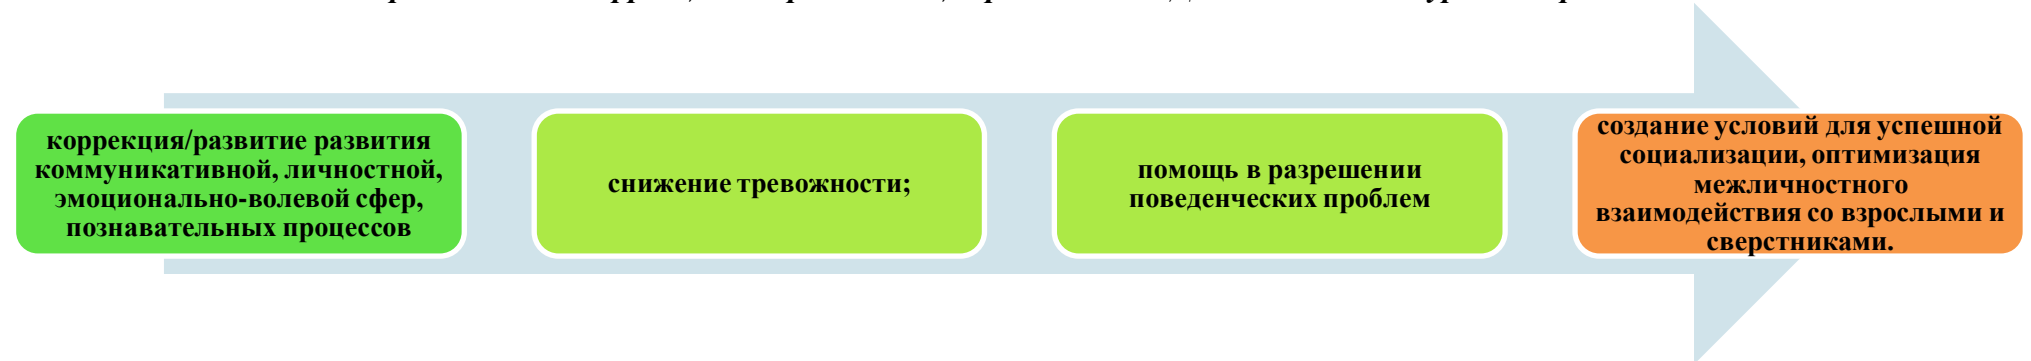 коррекция/развитие развития
коммуникативной, личностной,
эмоционально-волевой сфер,
познавательных процессов
снижение тревожности;
помощь в разрешении
поведенческих проблем
создание условий для успешной
социализации, оптимизация
межличностного
взаимодействия со взрослыми и
сверстниками.